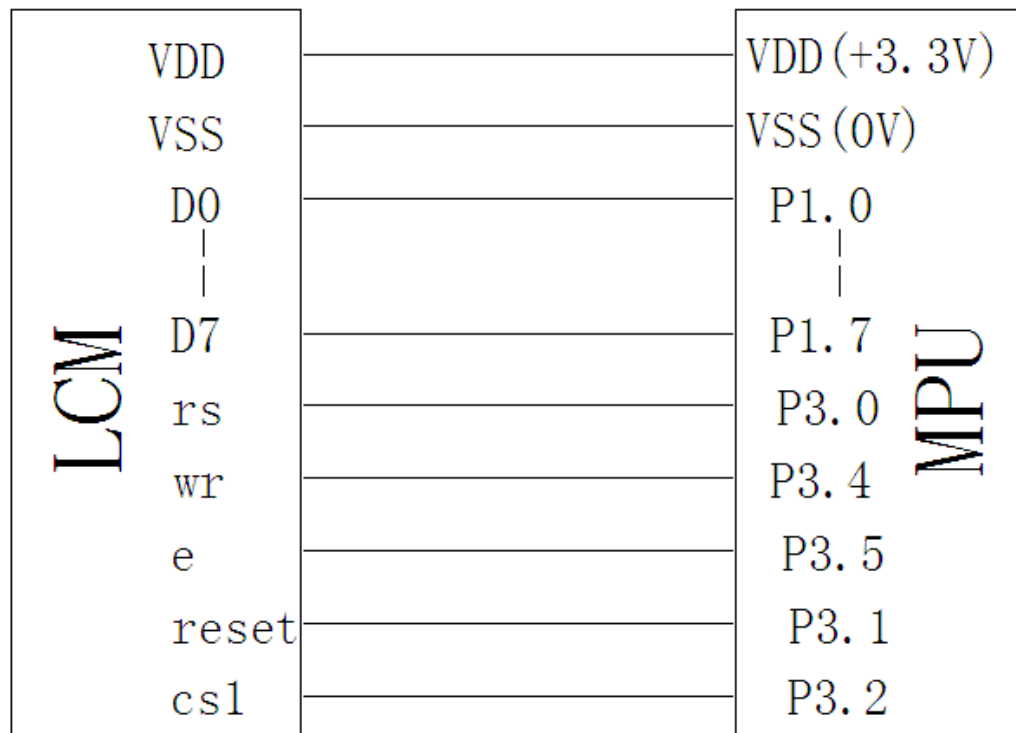 VDD VDD(+3.3V)
VSS VSS(0V)
D0 P1.0
D7 P1.7
rs P3.0
wr P3.4
e P3.5
reset P3.1
cs1 P3.2
LCM
MPU